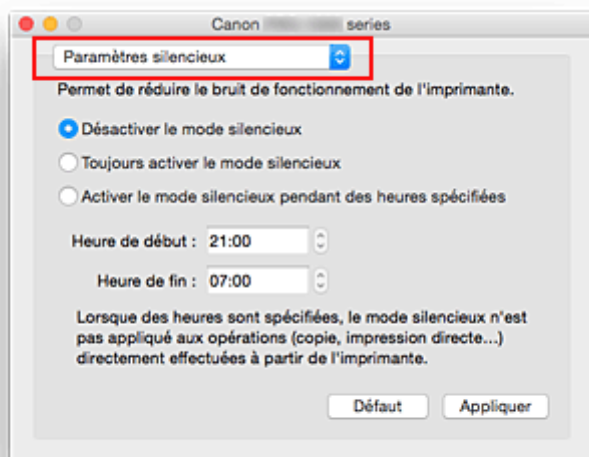 Canon series
Paramètres silencieux
Permet de réduire le bruit de fonctionnement de l'imprimante.
Désactiver le mode silencieux
Toujours activer le mode silencieux
Activer le mode silencieux pendant des heures spécifiées
Heure de début : 21:00
Heure de fin : 07:00
Lorsque des heures sont spécifiées, le mode silencieux n'est
pas appliqué aux opérations (copie, impression directe...)
directement effectuées à partir de l'imprimante.
Défaut Appliquer